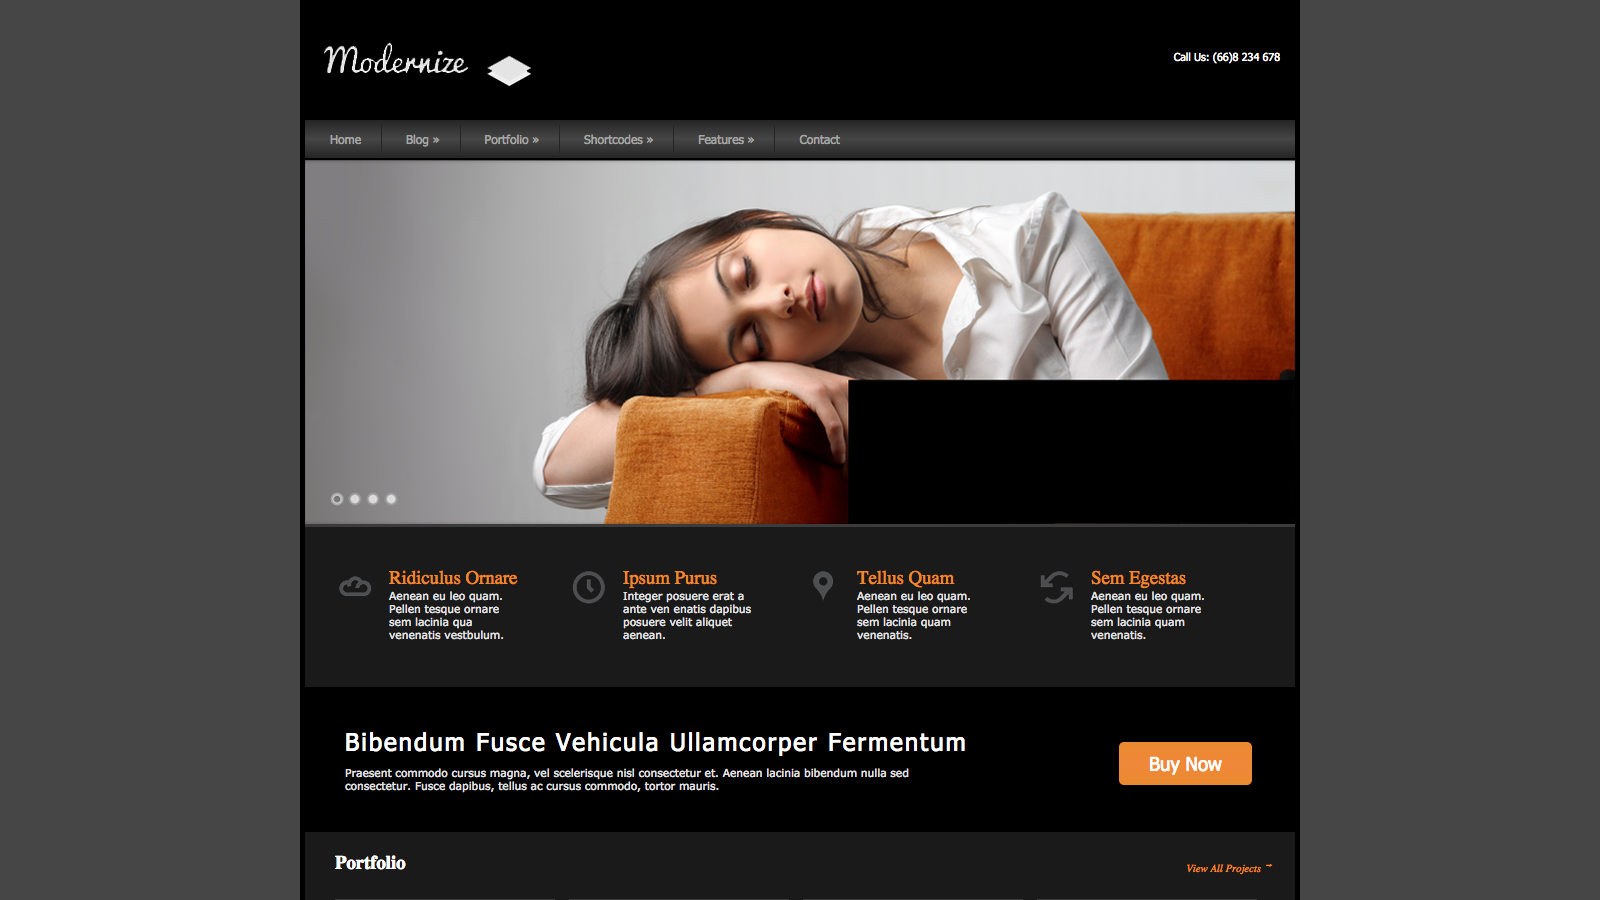 Modernize
Call Us: (66)8 234 678
Home
Blog »
Portfolio »
Shortcodes »
Features »
Contact
Ridiculus Ornare
Aenean eu leo quam.
Pellen tesque ornare
sem lacinia qua
venenatis vestbulum.
Ipsum Purus
Integer posuere erat a
ante ven enatis dapibus
posuere velit aliquet
aenean.
Tellus Quam
Aenean eu leo quam.
Pellen tesque ornare
sem lacinia quam
venenatis.
Sem Egestas
Aenean eu leo quam.
Pellen tesque ornare
sem lacinia quam
venenatis.
Bibendum Fusce Vehicula Ullamcorper Fermentum
Praesent commodo cursus magna, vel scelerisque nisl consectetur et. Aenean lacinia bibendum nulla sed
consectetur. Fusce dapibus, tellus ac cursus commodo, tortor mauris.
Buy Now
Portfolio
View All Projects →